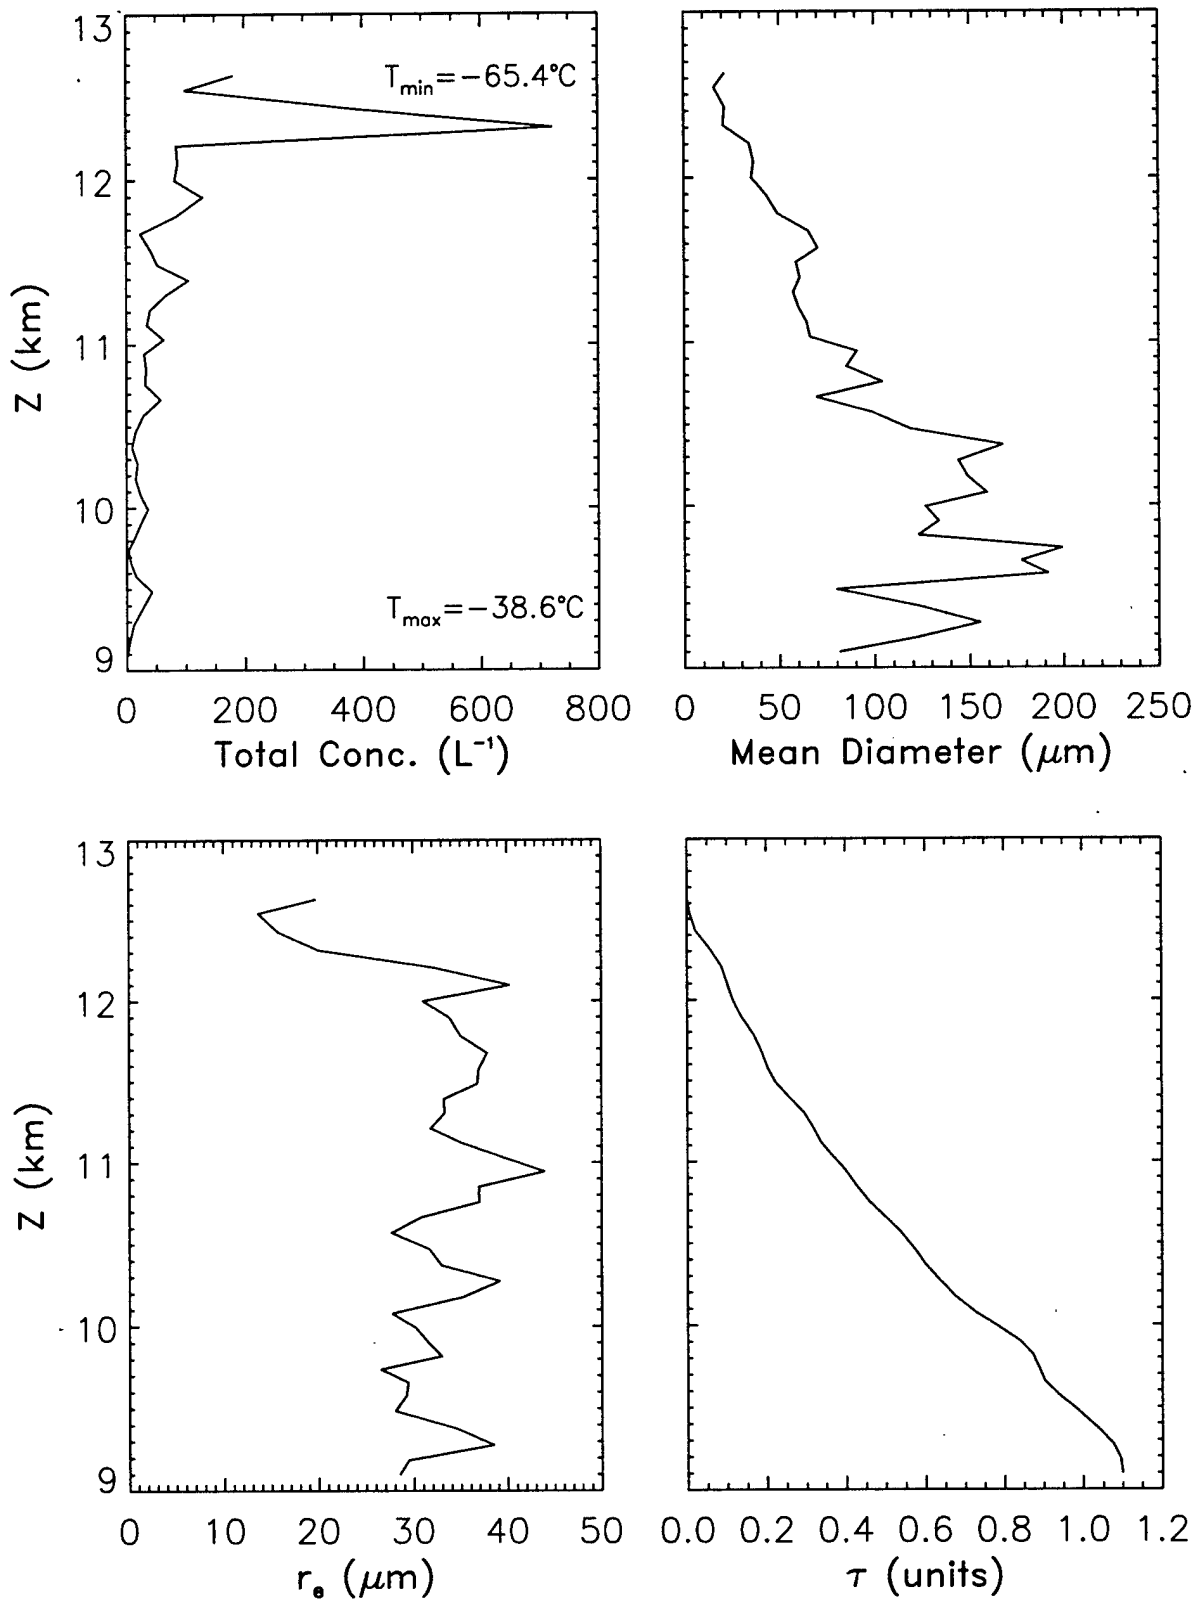 13
12
11
10
9
Z (km)
T_min=−65.4°C
T_max=−38.6°C
0 200 400 600 800
Total Conc. (L⁻¹)
0 50 100 150 200 250
Mean Diameter (μm)
13
12
11
10
9
Z (km)
0 10 20 30 40 50
r_e (μm)
0.0 0.2 0.4 0.6 0.8 1.0 1.2
τ (units)